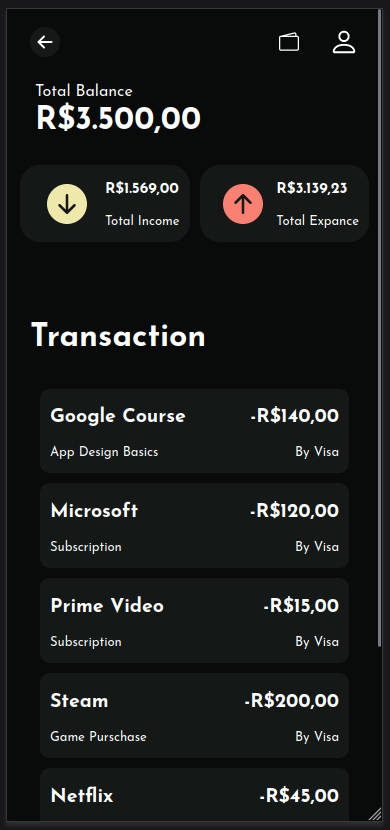 Total Balance
R$3.500,00
R$1.569,00
Total Income
R$3.139,23
Total Expance
Transaction
Google Course -R$140,00
App Design Basics By Visa
Microsoft -R$120,00
Subscription By Visa
Prime Video -R$15,00
Subscription By Visa
Steam -R$200,00
Game Purschase By Visa
Netflix -R$45,00